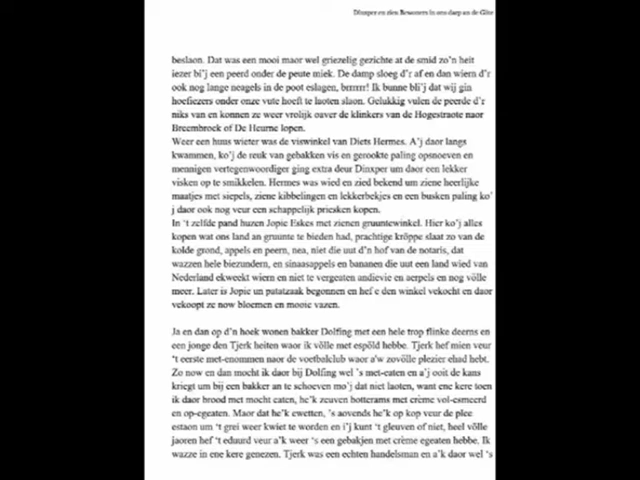 Dinxper en zien Bewoners in ons darp an de Gðte
beslaon. Dat was een mooi maor wel griezelig gezichte at de smid zo'n heit
iezer bi'j een peerd onder de peute miek. De damp sloeg d'r af en dan wiern d'r
ook nog lange neagels in de poot eslagen, brrrrr! Ik bunne bli'j dat wij gin
hoefiezers onder onze vute hoeft te laoten slaon. Gelukkig vulen de peerde d'r
niks van en konnen ze weer vrolijk oaver de klinkers van de Hogestraote naor
Breembroek of De Heurne lopen.
Weer een huus wieter was de viswinkel van Diets Hermes. A'j daor langs
kwammen, ko'j de reuk van gebakken vis en gerookte paling opsnoeven en
mennigen vertegenwoordiger ging extra deur Dinxper um daor een lekker
visken op te smikkelen. Hermes was wied en zied bekend um ziene heerlijke
maatjes met siepels, ziene kibbelingen en lekkerbekjes en een busken paling ko'
j daor ook nog veur een schappelijk priesken kopen.
In 't zelfde pand huzen Jopie Eskes met zienen gruuntewinkel. Hier ko'j alles
kopen wat ons land an gruunte te bieden had, prachtige kröppe slaat zo van de
kolde grond, appels en peern, nea, niet die uut d'n hof van de notaris, dat
wazzen hele biezundern, en sinaasappels en bananen die uut een land wied van
Nederland ekweekt wiern en niet te vergesten andievie en aerpels en nog völle
meer. Later is Jopie un patatzaak begonnen en hef e den winkel vekocht en daor
vekoopt ze now bloemen en mooie vazen.
Ja en dan op d'n hoek wonen bakker Dolfing met een hele trop flinke deerns en
een jonge den Tjerk heiten waor ik völle met espöld hebbe. Tjerk hef mien veur
't eerste met-enommen naor de voetbalclub waor a'w zovölle plezier ehad hebt.
Zo now en dan mocht ik daor bij Dolfing wel 's met-eaten en a'j ooit de kans
kriegt um bij een bakker an te schoeven mo'j dat niet laoten, want ene kere toen
ik daor brood met mocht eaten, he'k zeuven botterams met crème vol-esmeerd
en op-egeaten. Maor dat he'k ewetten, 's aovends he'k op kop veur de plee
estaon um 't grei weer kwiet te worden en i'j kunt 't gleuven of niet, heel völle
jaoren hef 't eduurd veur a'k weer 's een gebakjen met crème egeaten hebbe. Ik
wazze in ene kere genezen. Tjerk was een echten handelsman en a'k daor wel 's